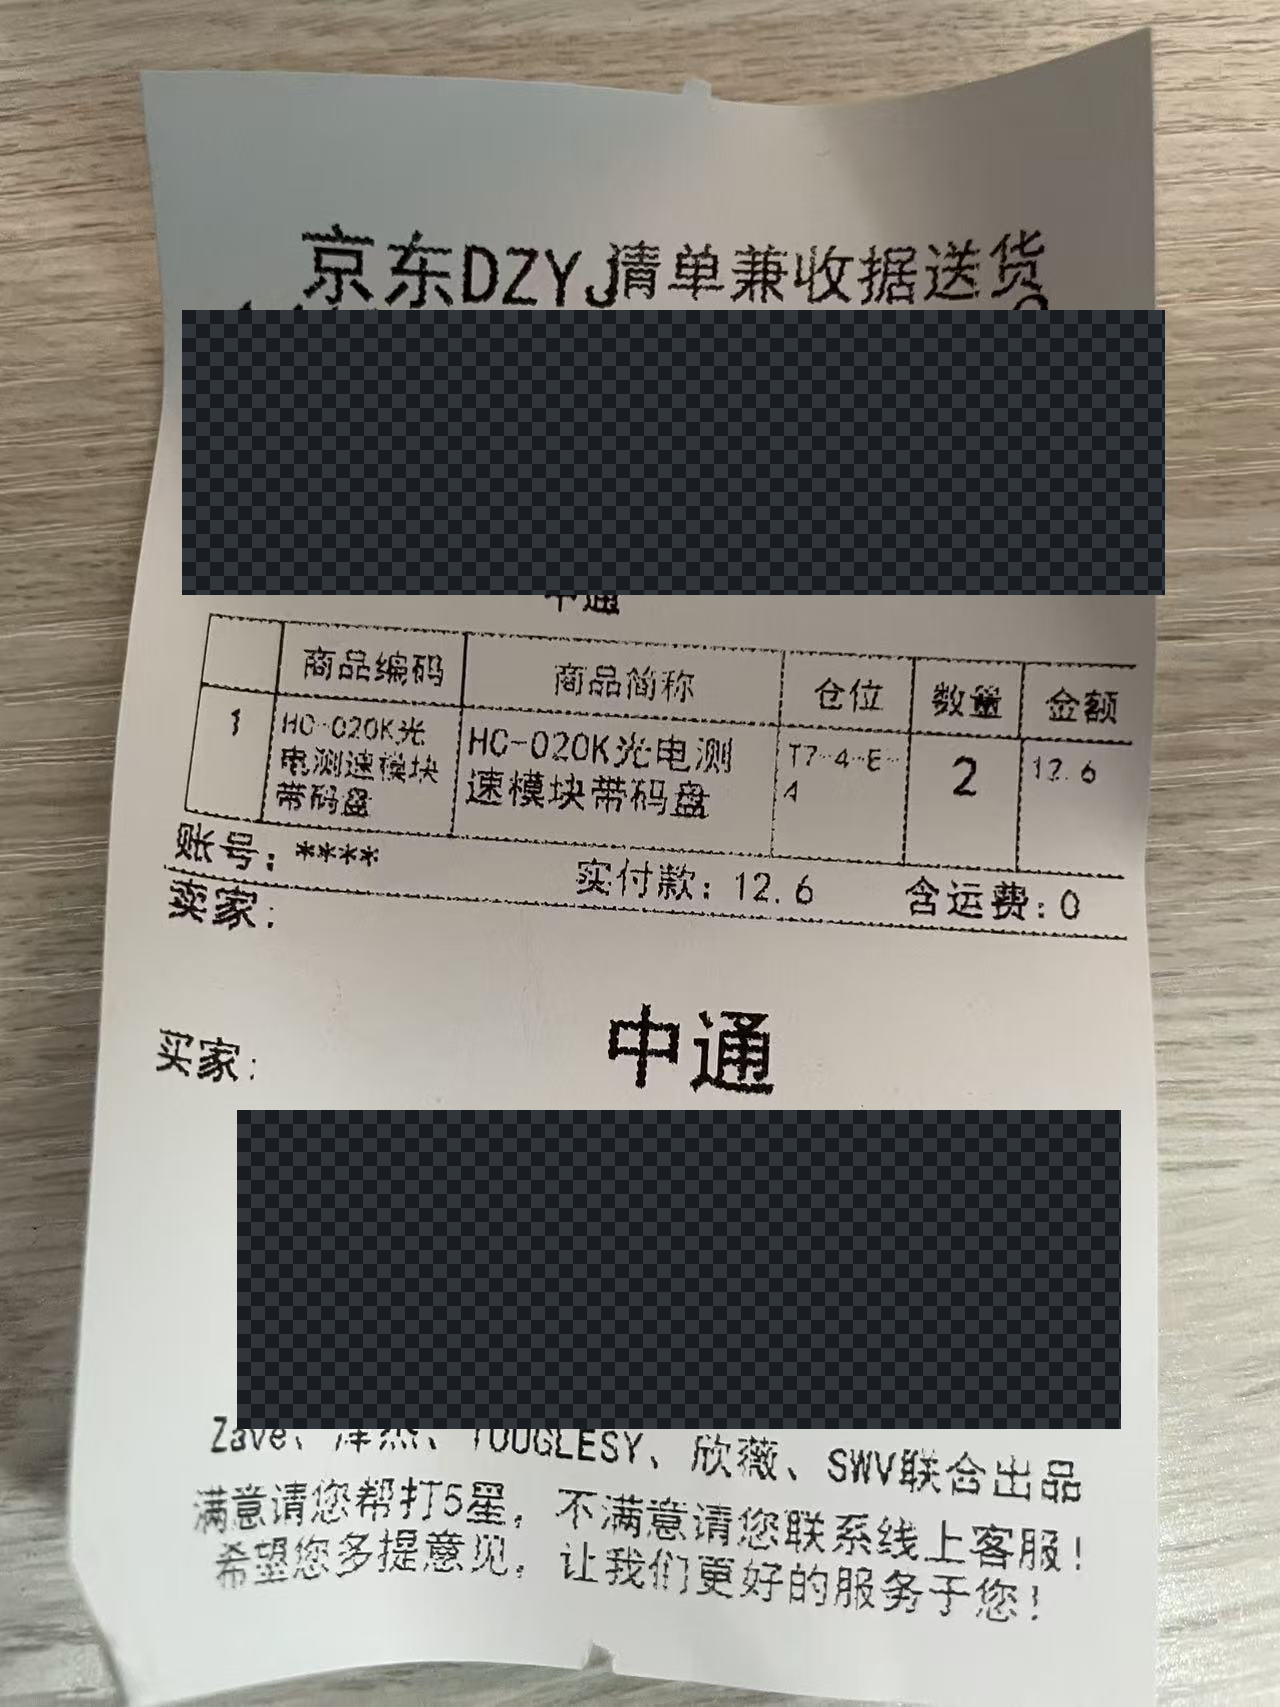 京东DZYJ清单兼收据送货
中通
商品编码 商品简称 仓位 数量 金额
1 HC-020K光电测速模块带码盘 HC-020K光电测速模块带码盘 T7-4-E-4 2 12.6
账号：**** 实付款：12.6 含运费：0
卖家：
中通
买家：
Zave、泽杰、TOUGLESY、欣薇、SWV联合出品
满意请您帮打5星，不满意请您联系线上客服！
希望您多提意见，让我们更好的服务于您！